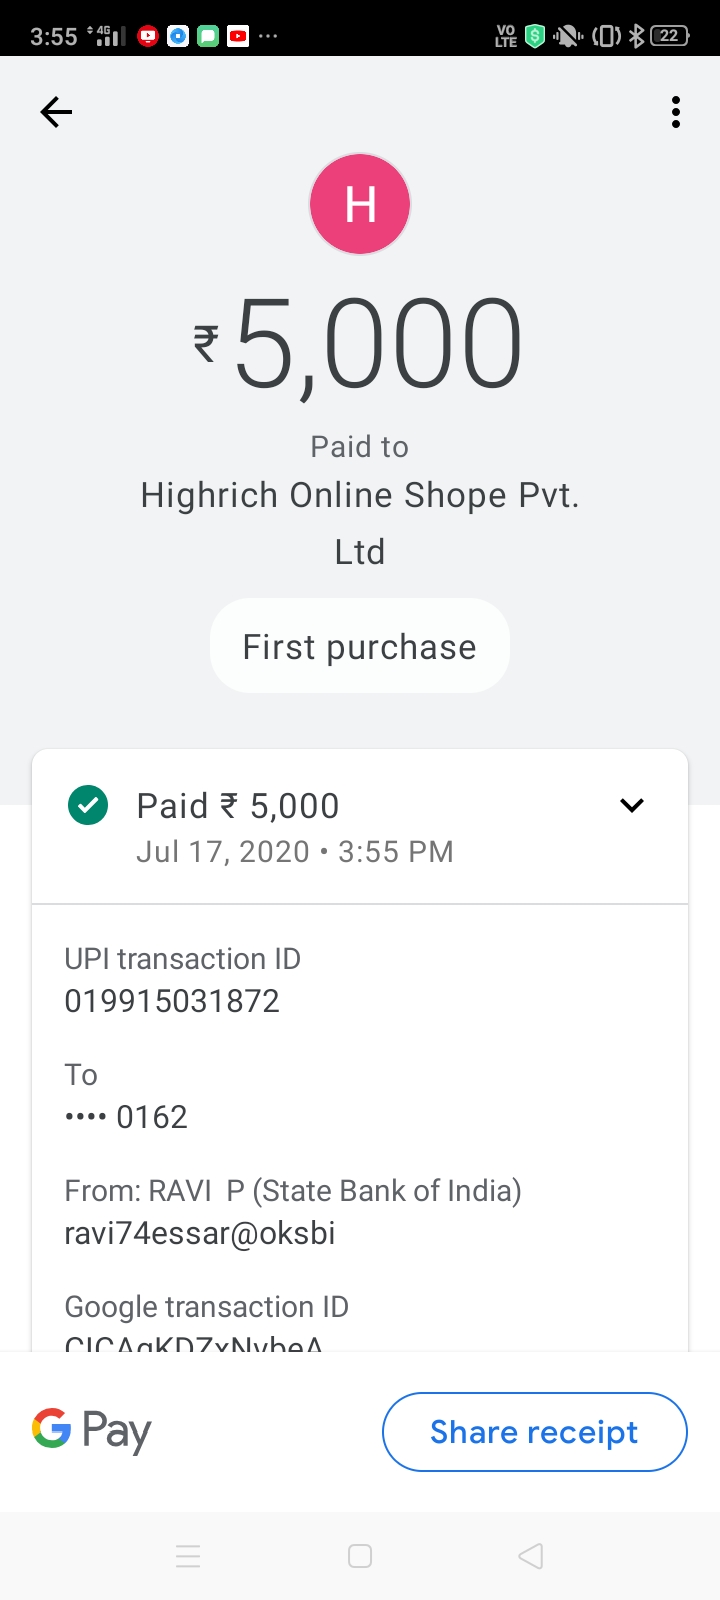 3:55 4G VO LTE 22
H
₹5,000
Paid to
Highrich Online Shope Pvt.
Ltd
First purchase
Paid ₹ 5,000
Jul 17, 2020 • 3:55 PM
UPI transaction ID
019915031872
To
•••• 0162
From: RAVI  P (State Bank of India)
ravi74essar@oksbi
Google transaction ID
G Pay
Share receipt